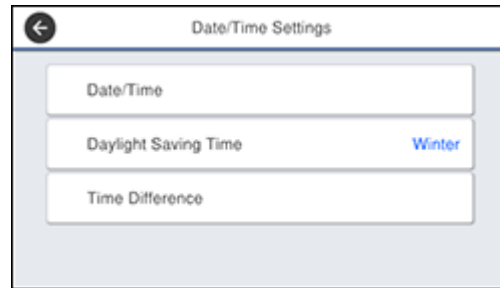 Date/Time Settings
Date/Time
Daylight Saving Time Winter
Time Difference